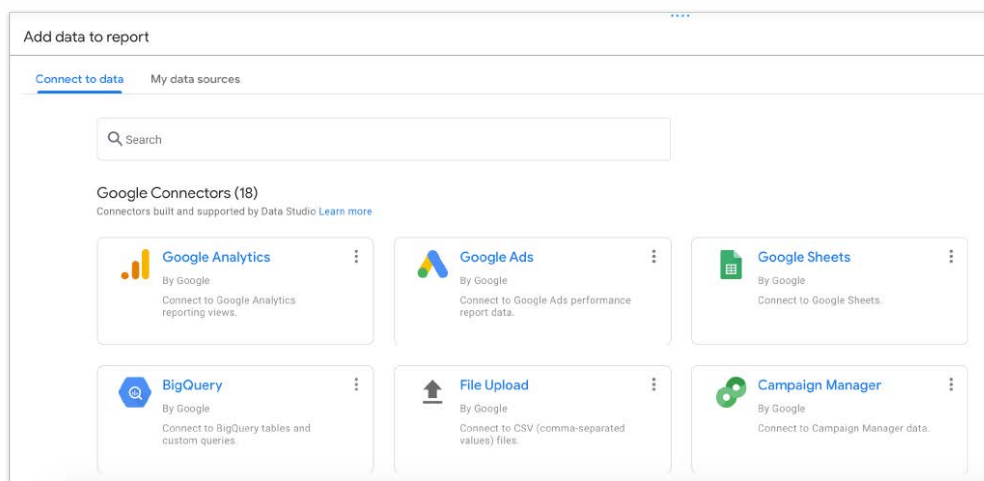 Add data to report
Connect to data My data sources
Search
Google Connectors (18)
Connectors built and supported by Data Studio Learn more
Google Analytics
By Google
Connect to Google Analytics
reporting views.
Google Ads
By Google
Connect to Google Ads performance
report data.
Google Sheets
By Google
Connect to Google Sheets.
BigQuery
By Google
Connect to BigQuery tables and
custom queries.
File Upload
By Google
Connect to CSV (comma-separated
values) files.
Campaign Manager
By Google
Connect to Campaign Manager data.